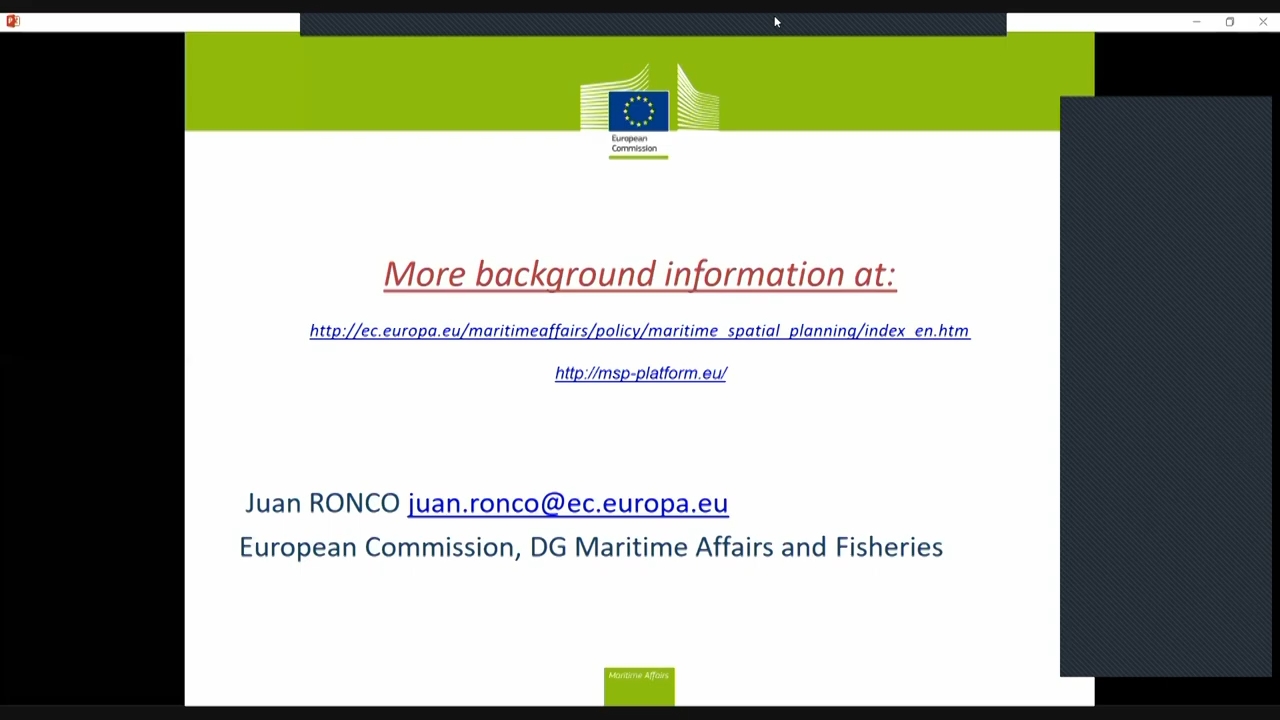 European
Commission
More background information at:
http://ec.europa.eu/maritimeaffairs/policy/maritime_spatial_planning/index_en.htm
http://msp-platform.eu/
Juan RONCO juan.ronco@ec.europa.eu
European Commission, DG Maritime Affairs and Fisheries
Maritime Affairs